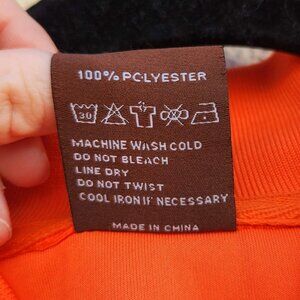 100% POLYESTER
30
MACHINE WASH COLD
DO NOT BLEACH
LINE DRY
DO NOT TWIST
COOL IRON IF NECESSARY
MADE IN CHINA